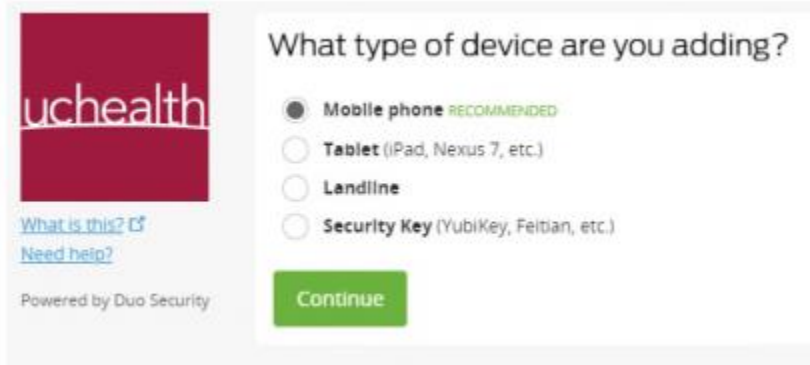 uchealth
What is this?
Need help?
Powered by Duo Security
What type of device are you adding?
Mobile phone RECOMMENDED
Tablet (iPad, Nexus 7, etc.)
Landline
Security Key (YubiKey, Feitian, etc.)
Continue